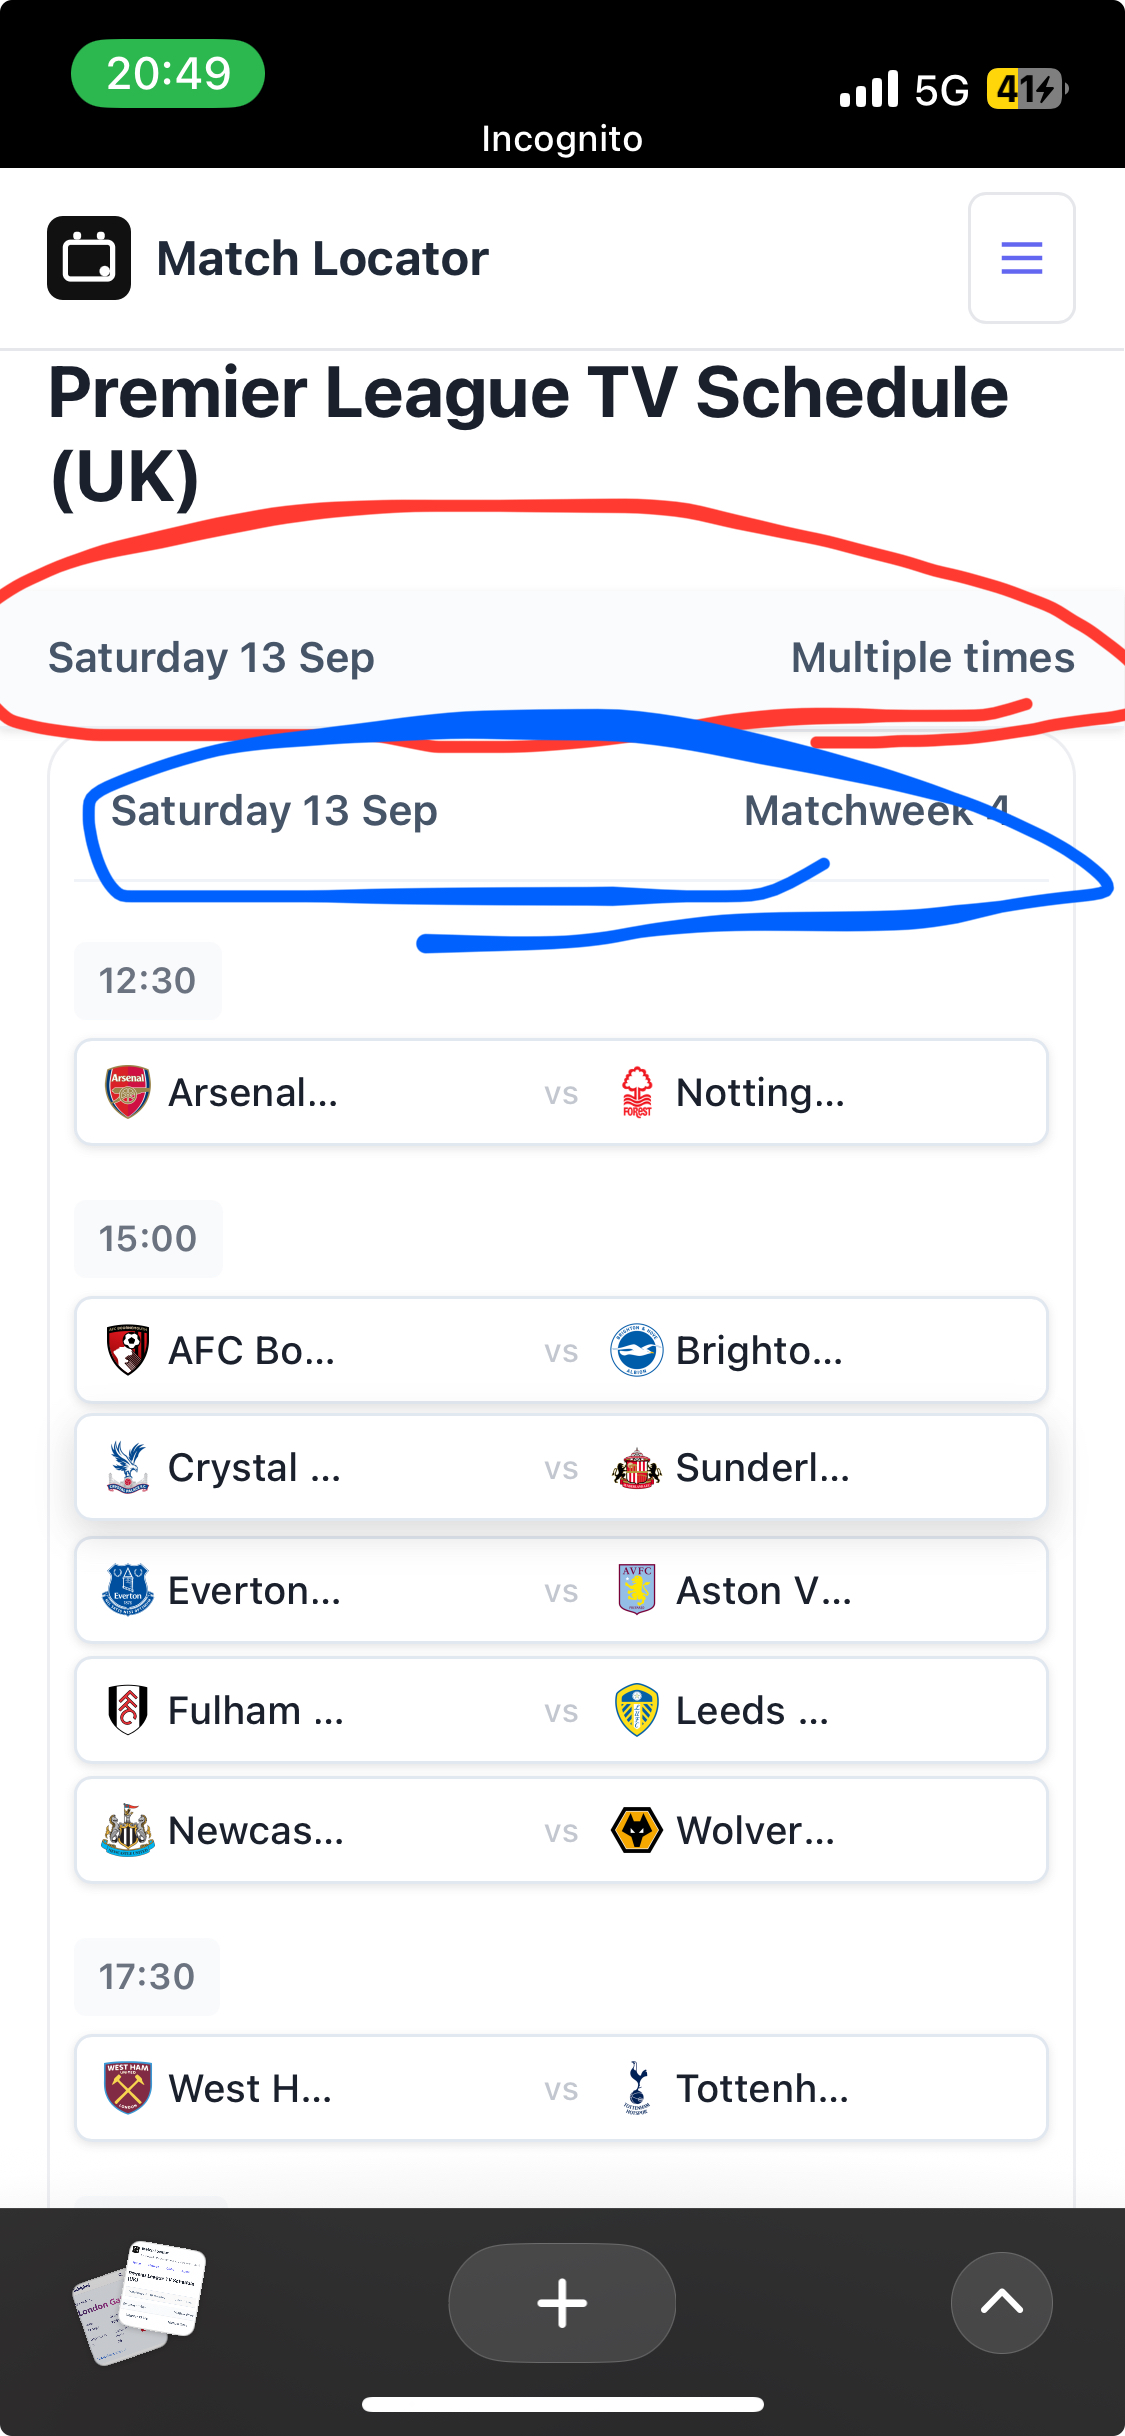 20:49
5G 41
Incognito
Match Locator
Premier League TV Schedule
(UK)
Saturday 13 Sep Multiple times
Saturday 13 Sep Matchweek 4
12:30
Arsenal... vs Notting...
15:00
AFC Bo... vs Brighto...
Crystal ... vs Sunderl...
Everton... vs Aston V...
Fulham ... vs Leeds ...
Newcas... vs Wolver...
17:30
West H... vs Tottenh...